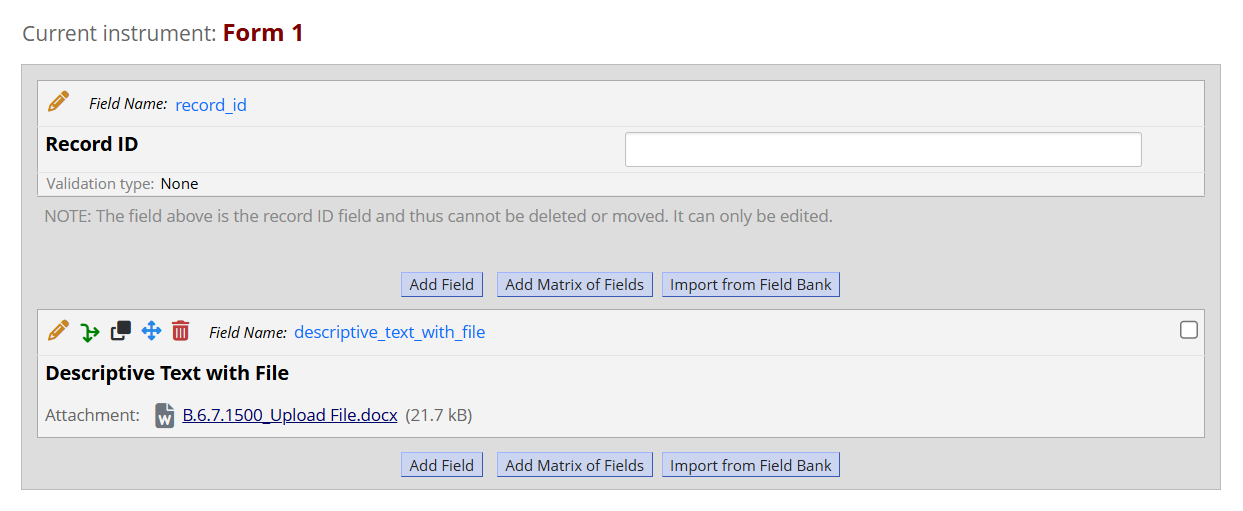 Current instrument: Form 1
Field Name: record_id
Record ID
Validation type: None
NOTE: The field above is the record ID field and thus cannot be deleted or moved. It can only be edited.
Add Field Add Matrix of Fields Import from Field Bank
Field Name: descriptive_text_with_file
Descriptive Text with File
Attachment: W B.6.7.1500_Upload File.docx (21.7 kB)
Add Field Add Matrix of Fields Import from Field Bank